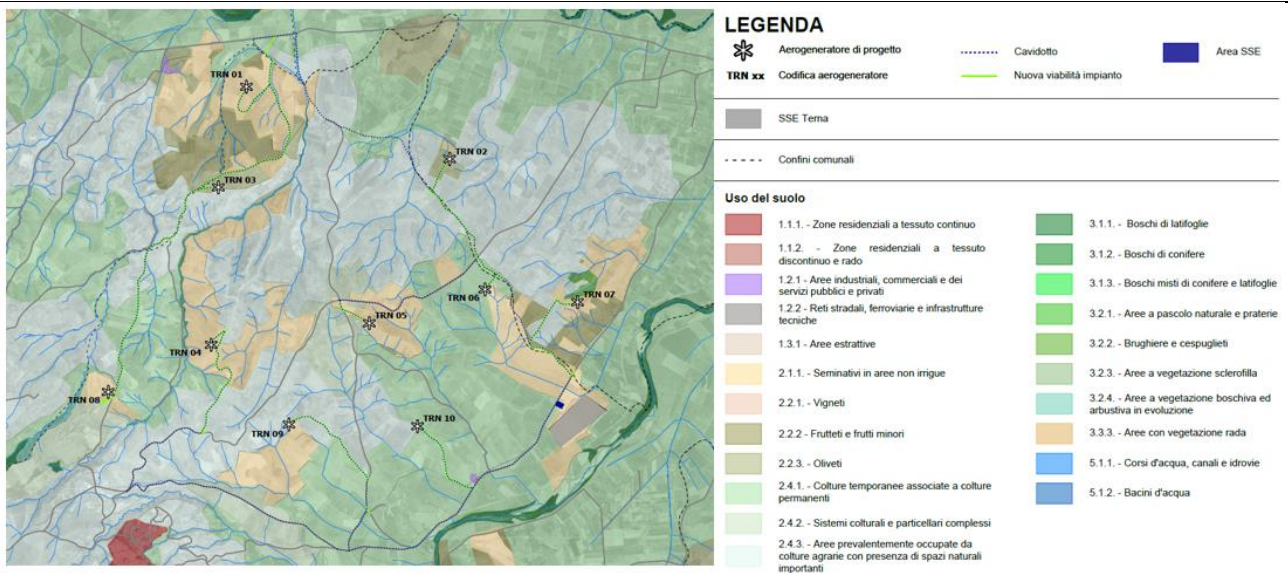 TRN 01
TRN 02
TRN 03
TRN 06
TRN 07
TRN 05
TRN 04
TRN 08
TRN 09
TRN 10
LEGENDA
Aerogeneratore di progetto
Cavidotto
Area SSE
TRN xx
Codifica aerogeneratore
Nuova viabilità impianto
SSE Terna
Confini comunali
Uso del suolo
1.1.1. - Zone residenziali a tessuto continuo
1.1.2. - Zone residenziali a tessuto
discontinuo e rado
1.2.1 - Aree industriali, commerciali e dei
servizi pubblici e privati
1.2.2 - Reti stradali, ferroviarie e infrastrutture
tecniche
1.3.1 - Aree estrattive
2.1.1. - Seminativi in aree non irrigue
2.2.1. - Vigneti
2.2.2 - Frutteti e frutti minori
2.2.3. - Oliveti
2.4.1. - Colture temporanee associate a colture
permanenti
2.4.2. - Sistemi colturali e particellari complessi
2.4.3. - Aree prevalentemente occupate da
colture agrarie con presenza di spazi naturali
importanti
3.1.1. - Boschi di latifoglie
3.1.2. - Boschi di conifere
3.1.3. - Boschi misti di conifere e latifoglie
3.2.1. - Aree a pascolo naturale e praterie
3.2.2. - Brughiere e cespuglieti
3.2.3. - Aree a vegetazione sclerofilla
3.2.4. - Aree a vegetazione boschiva ed
arbustiva in evoluzione
3.3.3. - Aree con vegetazione rada
5.1.1. - Corsi d'acqua, canali e idrovie
5.1.2. - Bacini d'acqua